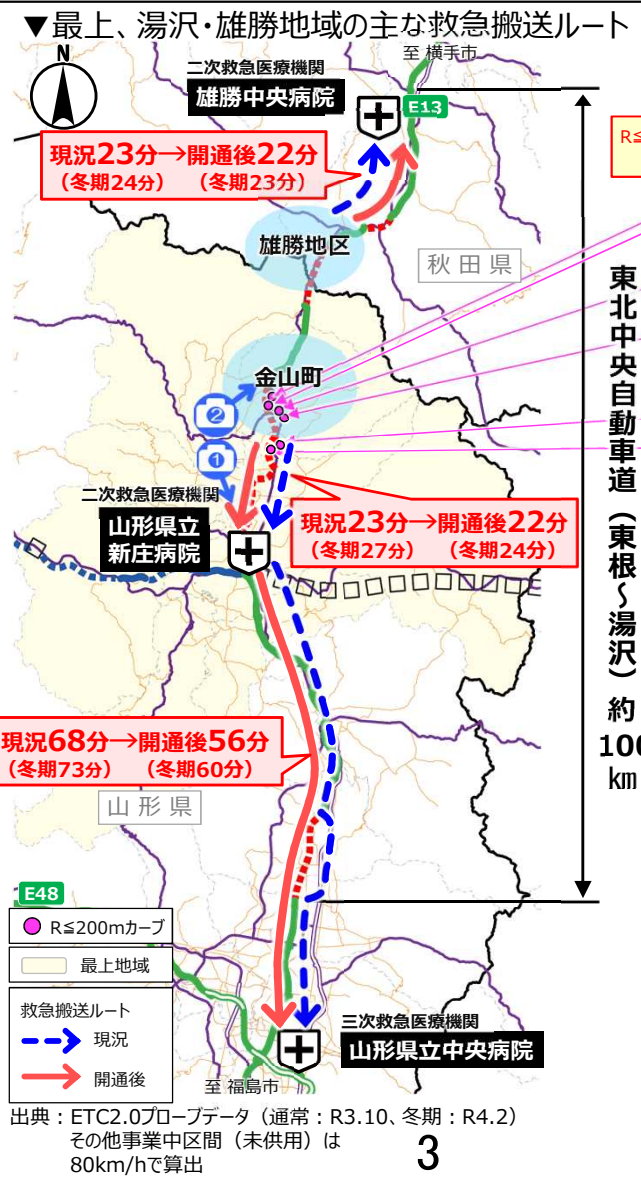 ▼最上、湯沢・雄勝地域の主な救急搬送ルート
N
至 横手市
二次救急医療機関
雄勝中央病院
E13
現況23分→開通後22分
（冬期24分）　（冬期23分）
R≦
雄勝地区
秋田県
金山町
②
①
東北中央自動車道（東根～湯沢）約
100
km
二次救急医療機関
山形県立
新庄病院
現況23分→開通後22分
（冬期27分）　（冬期24分）
現況68分→開通後56分
（冬期73分）　（冬期60分）
山形県
E48
R≦200mカーブ
最上地域
救急搬送ルート
現況
開通後
三次救急医療機関
山形県立中央病院
至 福島市
出典：ETC2.0プローブデータ（通常：R3.10、冬期：R4.2）
その他事業中区間（未供用）は
80km/hで算出
3